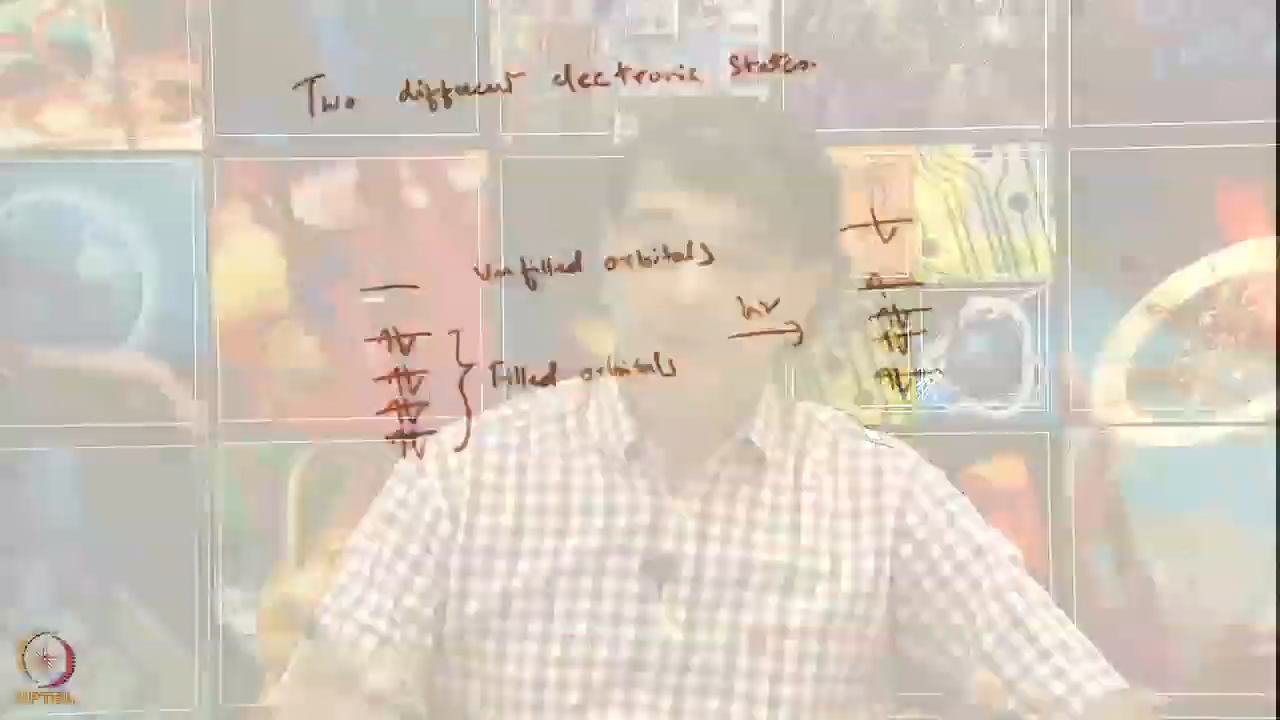 Two different electronic states.
Unfilled orbitals
hν
Filled orbitals
NPTEL